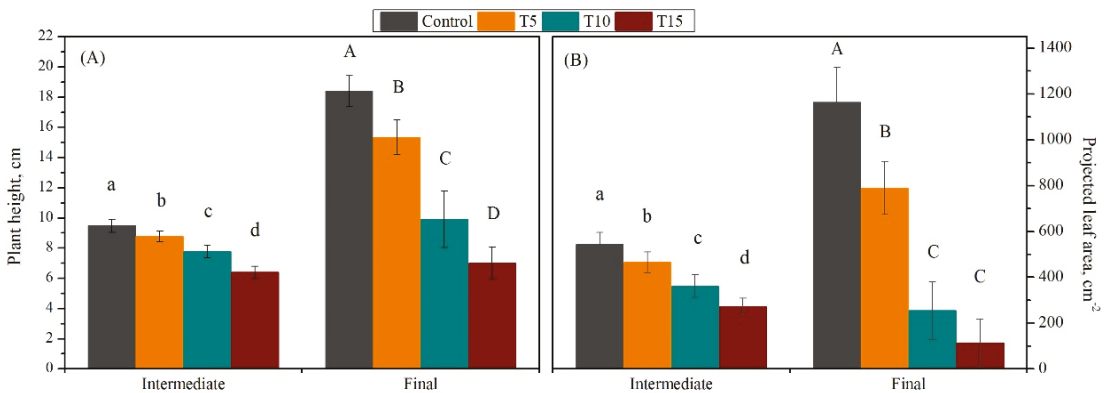 Control T5 T10 T15
(A)
(B)
Plant height, cm
22
20
18
16
14
12
10
8
6
4
2
0
a
b
c
d
A
B
C
D
Intermediate
Final
a
b
c
d
A
B
C
C
Intermediate
Final
1400
1200
1000
800
600
400
200
0
Projected leaf area, cm-2